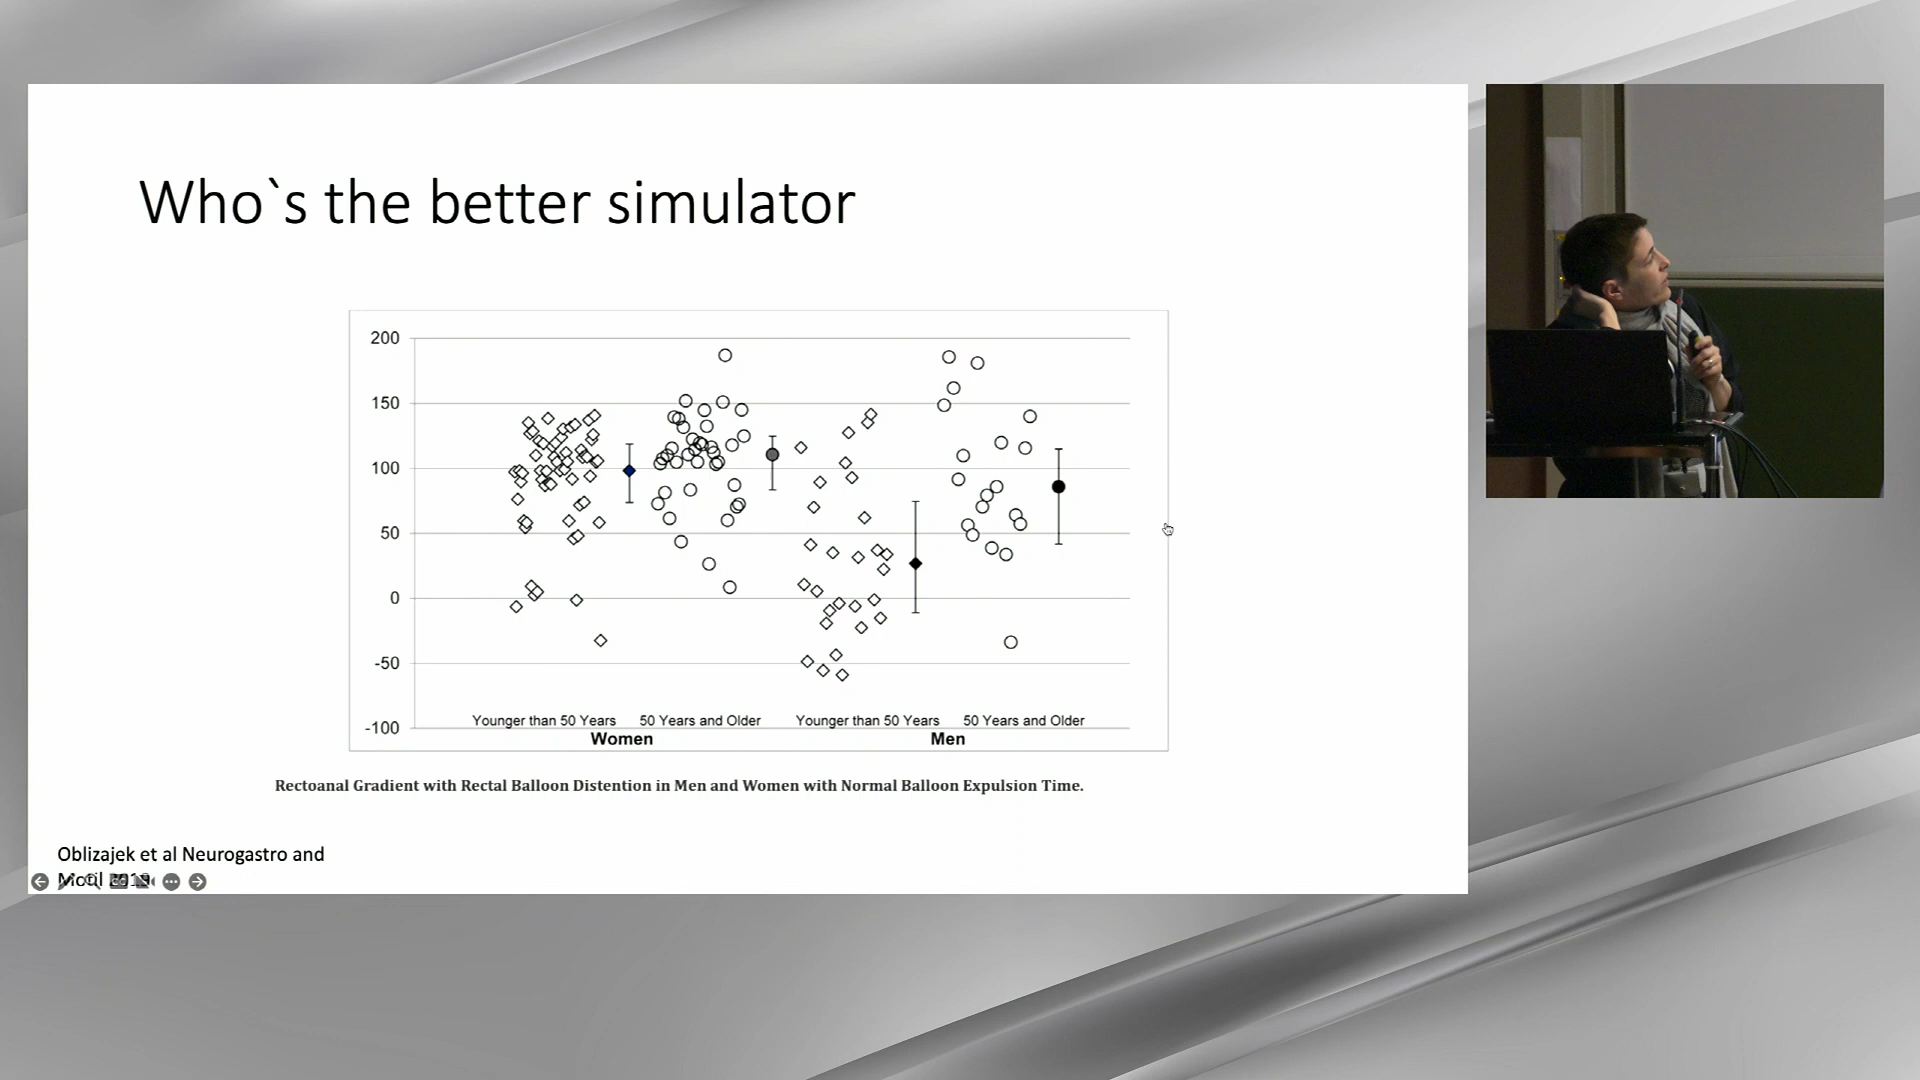 Who`s the better simulator
200
150
100
50
0
-50
-100
Younger than 50 Years 50 Years and Older Younger than 50 Years 50 Years and Older
Women Men
Rectoanal Gradient with Rectal Balloon Distention in Men and Women with Normal Balloon Expulsion Time.
Oblizajek et al Neurogastro and
Motil 2019